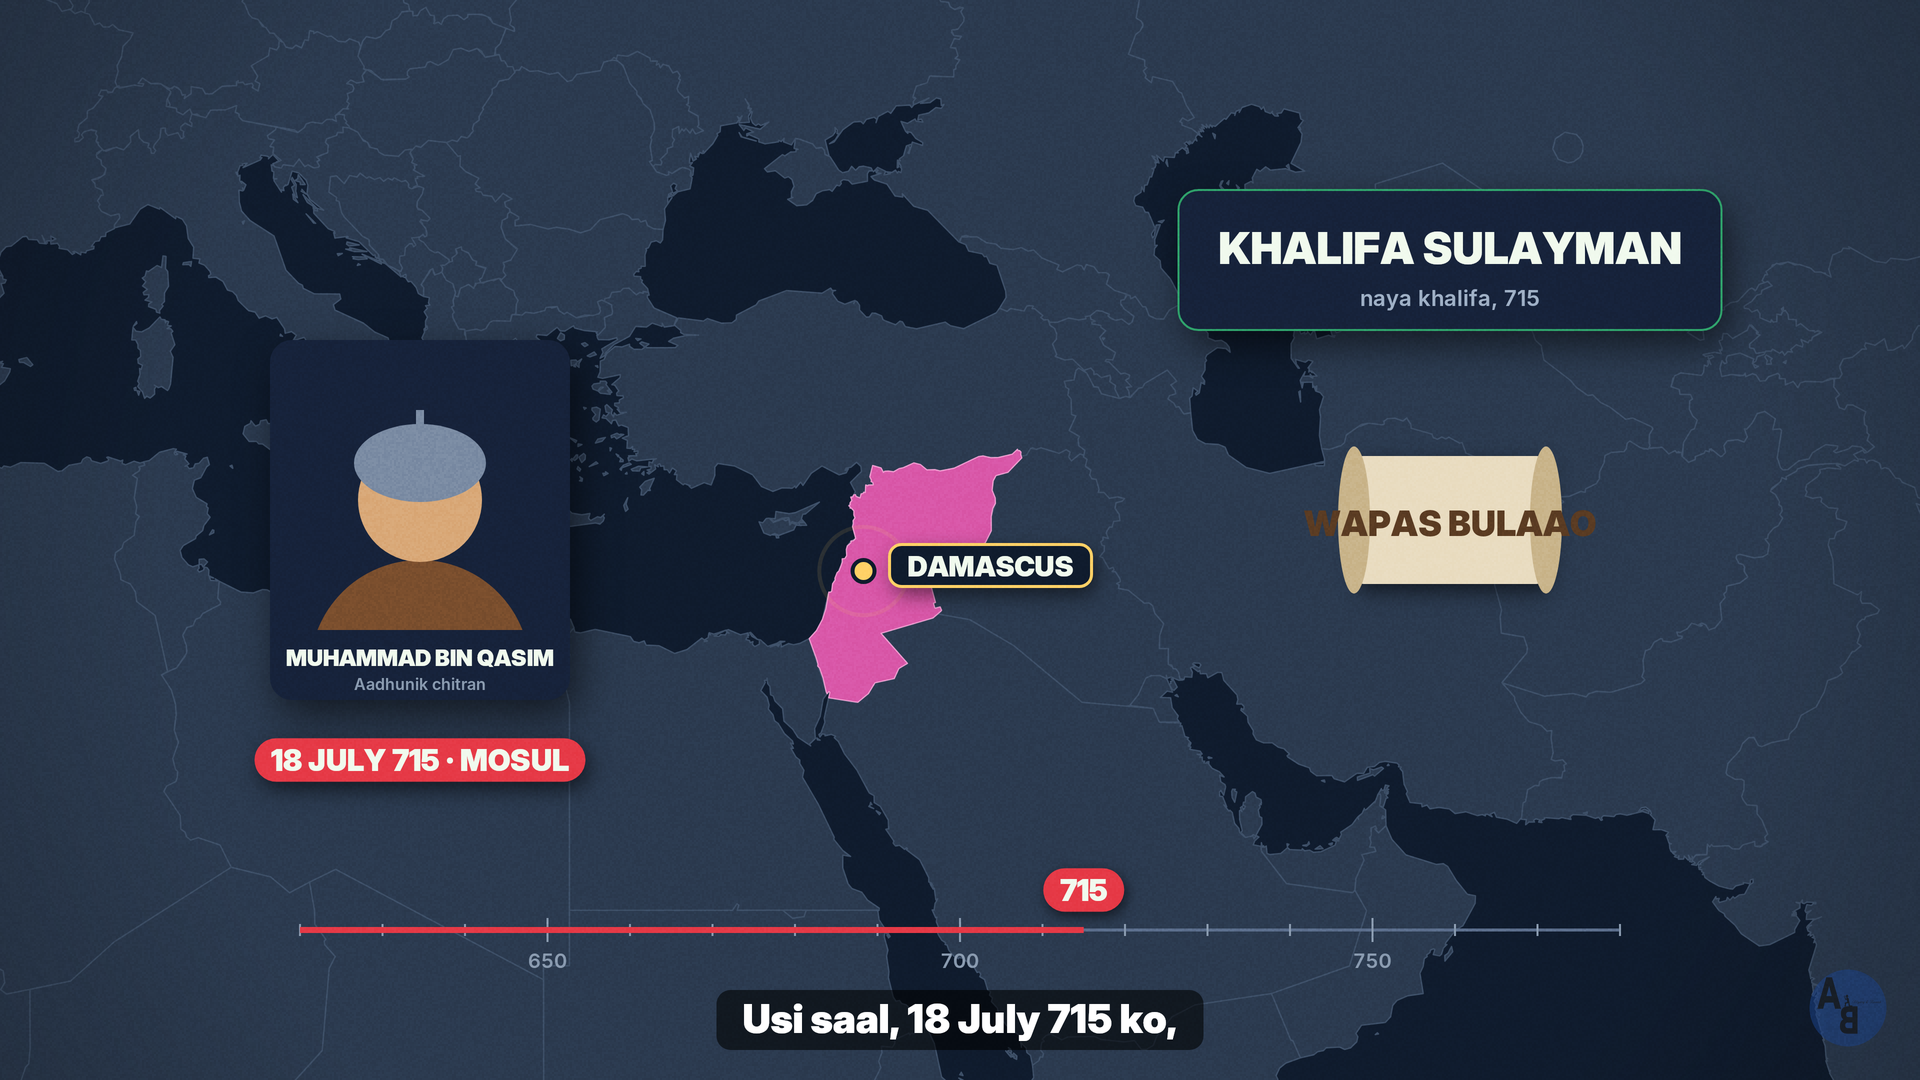 KHALIFA SULAYMAN
naya khalifa, 715
WAPAS BULAAO
DAMASCUS
MUHAMMAD BIN QASIM
Aadhunik chitran
18 JULY 715 · MOSUL
715
650
700
750
Usi saal, 18 July 715 ko,
A
B